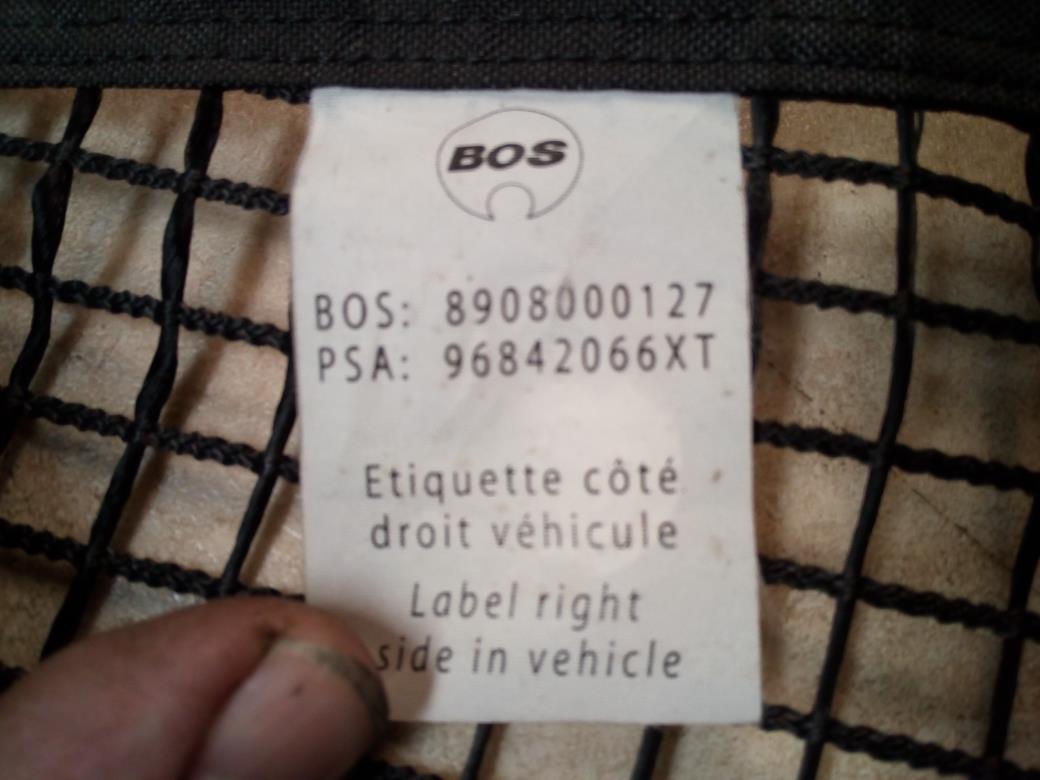 BOS
BOS: 8908000127
PSA: 96842066XT
Etiquette côté
droit véhicule
Label right
side in vehicle